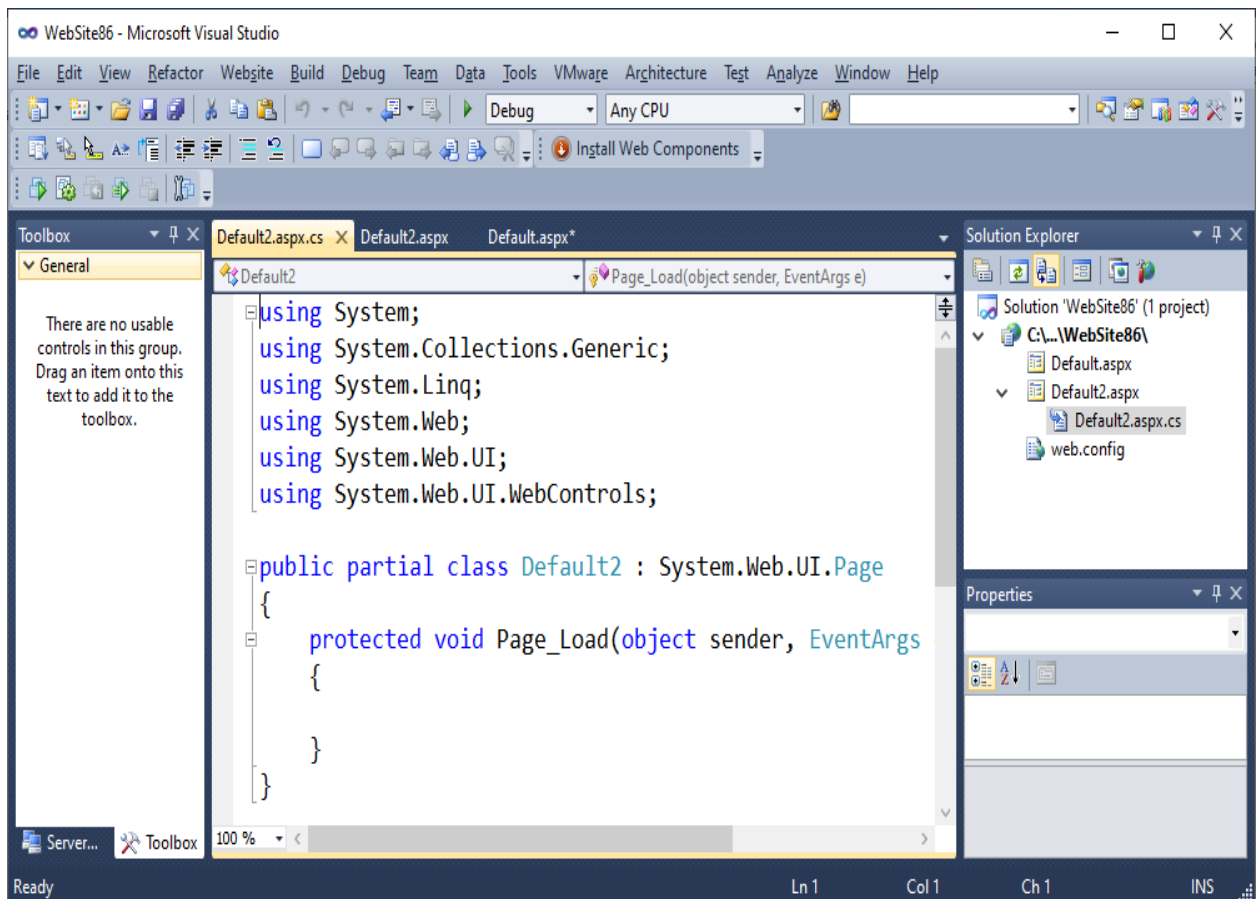 WebSite86 - Microsoft Visual Studio
File Edit View Refactor Website Build Debug Team Data Tools VMware Architecture Test Analyze Window Help
Debug Any CPU
Install Web Components
Toolbox
General
There are no usable
controls in this group.
Drag an item onto this
text to add it to the
toolbox.
Server... Toolbox
Default2.aspx.cs Default2.aspx Default.aspx*
Default2 Page_Load(object sender, EventArgs e)
using System;
using System.Collections.Generic;
using System.Linq;
using System.Web;
using System.Web.UI;
using System.Web.UI.WebControls;
public partial class Default2 : System.Web.UI.Page
{
protected void Page_Load(object sender, EventArgs
{
}
}
100 %
Solution Explorer
Solution 'WebSite86' (1 project)
C:\...\WebSite86\
Default.aspx
Default2.aspx
Default2.aspx.cs
web.config
Properties
Ready Ln 1 Col 1 Ch 1 INS